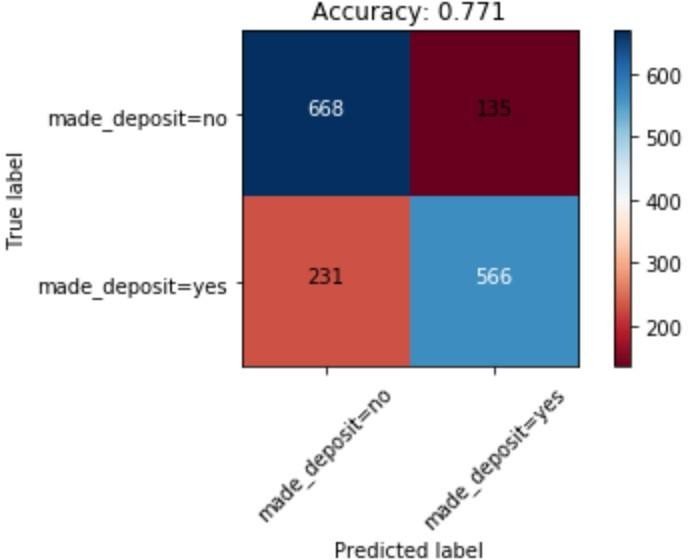 Accuracy: 0.771
True label
made_deposit=no
668
135
made_deposit=yes
231
566
made_deposit=no
made_deposit=yes
Predicted label
600
500
400
300
200